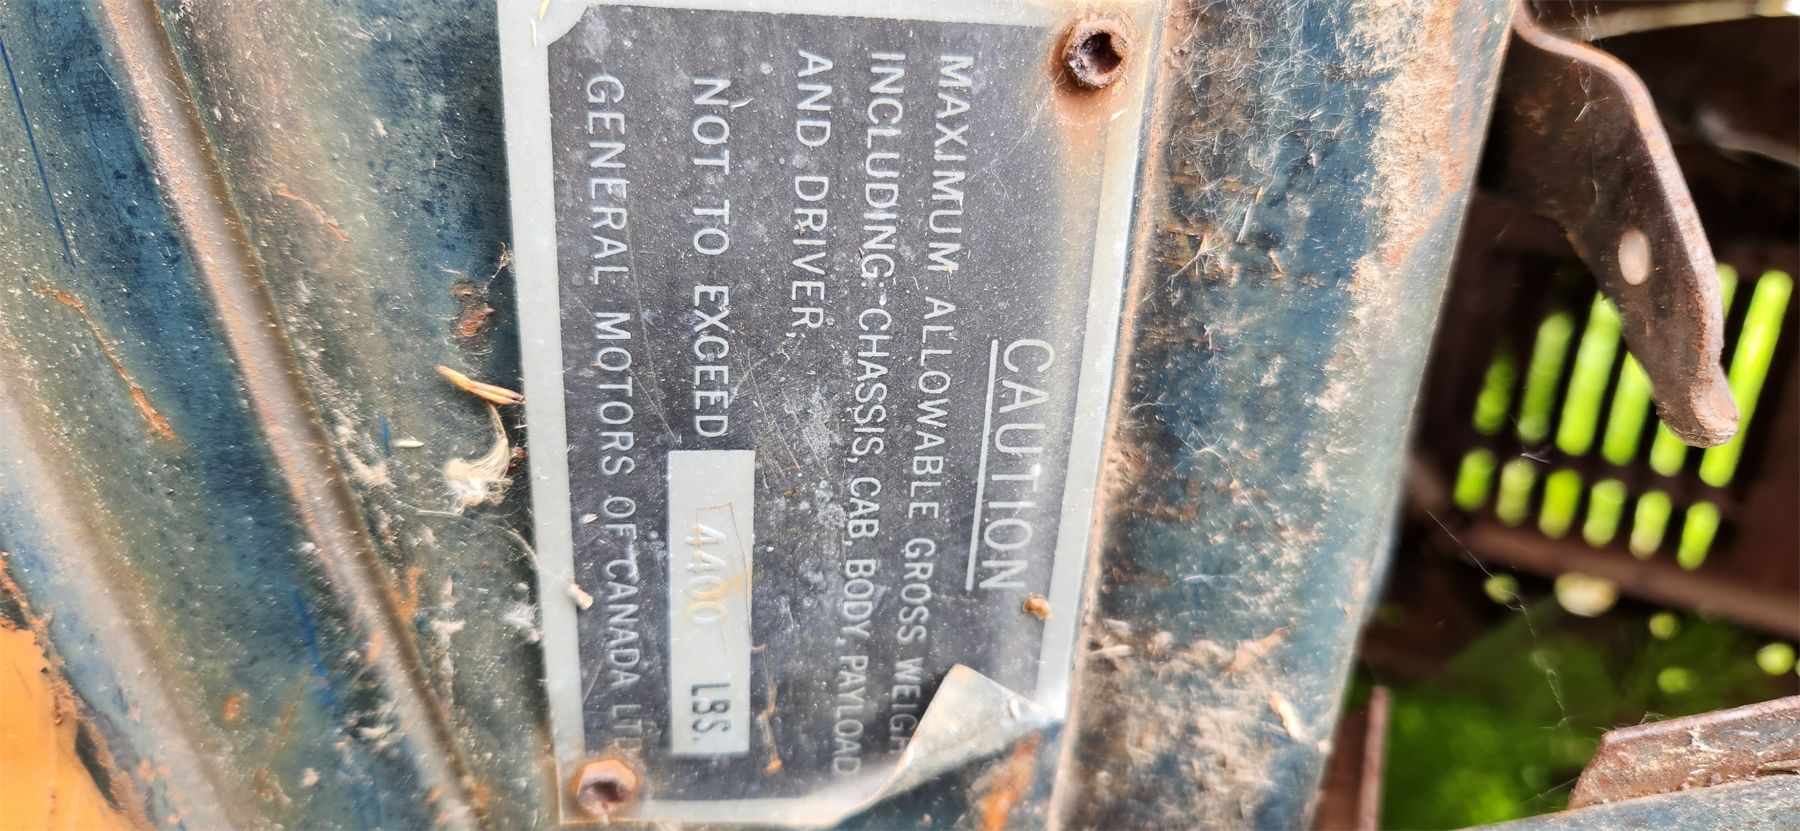 CAUTION
MAXIMUM ALLOWABLE GROSS WEIGH
INCLUDING:-CHASSIS, CAB, BODY, PAYLOAD
AND DRIVER,
NOT TO EXCEED 4400 LBS.
GENERAL MOTORS OF CANADA LT